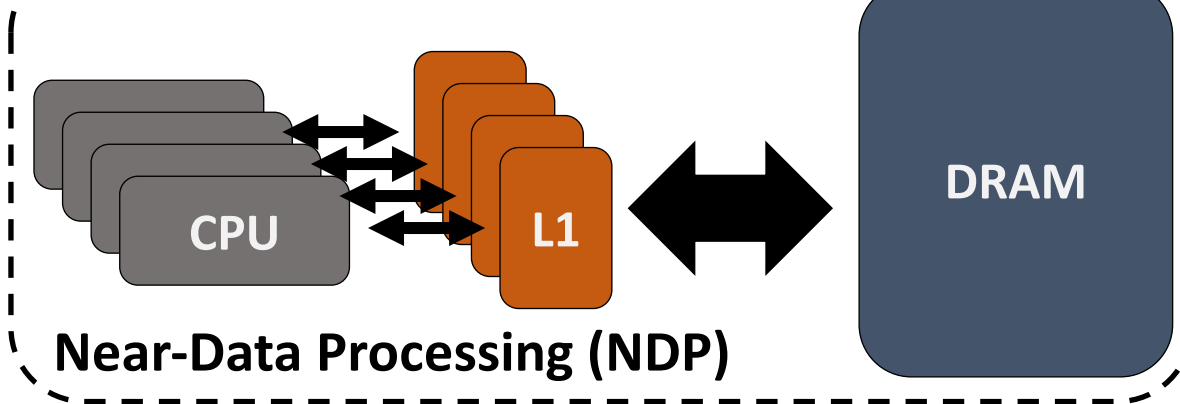 CPU
L1
DRAM
Near-Data Processing (NDP)